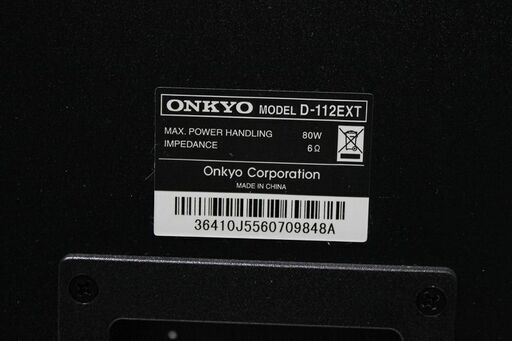 ONKYO MODEL D-112EXT
MAX. POWER HANDLING 80W
IMPEDANCE 6Ω
Onkyo Corporation
MADE IN CHINA
36410J5560709848A